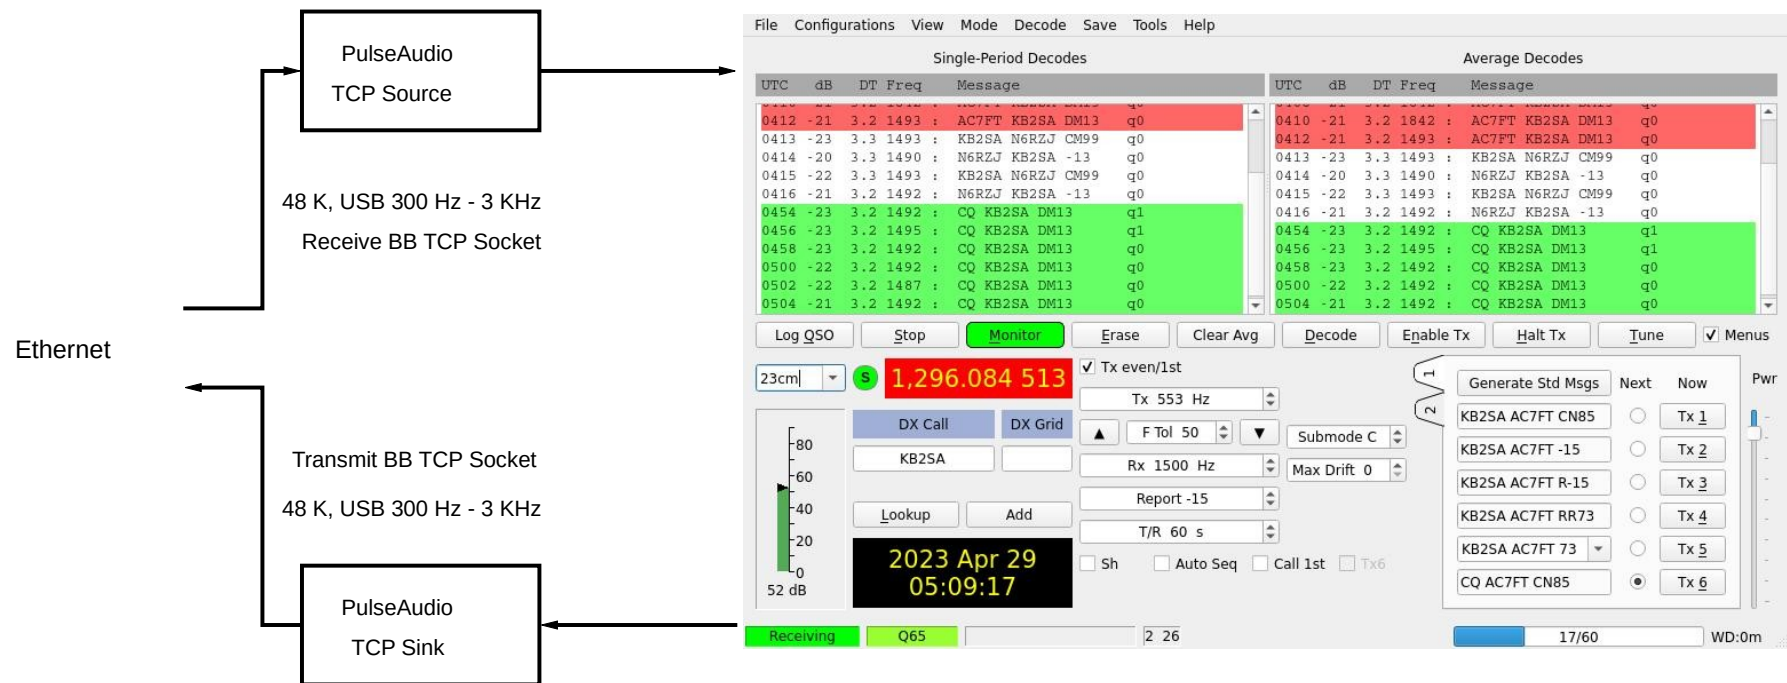 PulseAudio
TCP Source
48 K, USB 300 Hz - 3 KHz
Receive BB TCP Socket
Ethernet
Transmit BB TCP Socket
48 K, USB 300 Hz - 3 KHz
PulseAudio
TCP Sink
File Configurations View Mode Decode Save Tools Help
Single-Period Decodes
UTC dB DT Freq Message
0412 -21 3.2 1493 : AC7FT KB2SA DM13 q0
0413 -23 3.3 1493 : KB2SA N6RZJ CM99 q0
0414 -20 3.3 1490 : N6RZJ KB2SA -13 q0
0415 -22 3.3 1493 : KB2SA N6RZJ CM99 q0
0416 -21 3.2 1492 : N6RZJ KB2SA -13 q0
0454 -23 3.2 1492 : CQ KB2SA DM13 q1
0456 -23 3.2 1495 : CQ KB2SA DM13 q1
0458 -23 3.2 1492 : CQ KB2SA DM13 q0
0500 -22 3.2 1492 : CQ KB2SA DM13 q0
0502 -22 3.2 1487 : CQ KB2SA DM13 q0
0504 -21 3.2 1492 : CQ KB2SA DM13 q0
Average Decodes
UTC dB DT Freq Message
0410 -21 3.2 1842 : AC7FT KB2SA DM13 q0
0412 -21 3.2 1493 : AC7FT KB2SA DM13 q0
0413 -23 3.3 1493 : KB2SA N6RZJ CM99 q0
0414 -20 3.3 1490 : N6RZJ KB2SA -13 q0
0415 -22 3.3 1493 : KB2SA N6RZJ CM99 q0
0416 -21 3.2 1492 : N6RZJ KB2SA -13 q0
0454 -23 3.2 1492 : CQ KB2SA DM13 q1
0456 -23 3.2 1495 : CQ KB2SA DM13 q1
0458 -23 3.2 1492 : CQ KB2SA DM13 q0
0500 -22 3.2 1492 : CQ KB2SA DM13 q0
0504 -21 3.2 1492 : CQ KB2SA DM13 q0
Log QSO Stop Monitor Erase Clear Avg Decode Enable Tx Halt Tx Tune Menus
23cm S 1,296.084 513
80
60
40
20
0
52 dB
DX Call DX Grid
KB2SA
Lookup Add
2023 Apr 29
05:09:17
Tx even/1st
Tx 553 Hz
F Tol 50
Rx 1500 Hz
Report -15
T/R 60 s
Submode C
Max Drift 0
Sh Auto Seq Call 1st Tx6
1
2
Generate Std Msgs Next Now Pwr
KB2SA AC7FT CN85 Tx 1
KB2SA AC7FT -15 Tx 2
KB2SA AC7FT R-15 Tx 3
KB2SA AC7FT RR73 Tx 4
KB2SA AC7FT 73 Tx 5
CQ AC7FT CN85 Tx 6
Receiving Q65 2 26 17/60 WD:0m